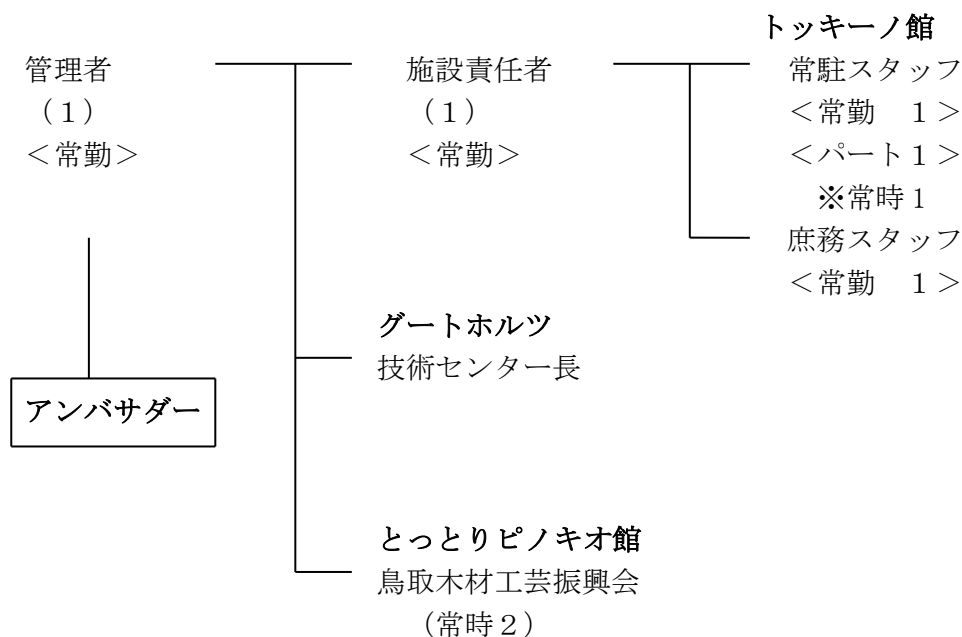 管理者
（１）
＜常勤＞
アンバサダー
施設責任者
（１）
＜常勤＞
トッキーノ館
常駐スタッフ
＜常勤　１＞
＜パート１＞
※常時１
庶務スタッフ
＜常勤　１＞
グートホルツ
技術センター長
とっとりピノキオ館
鳥取木材工芸振興会
（常時２）